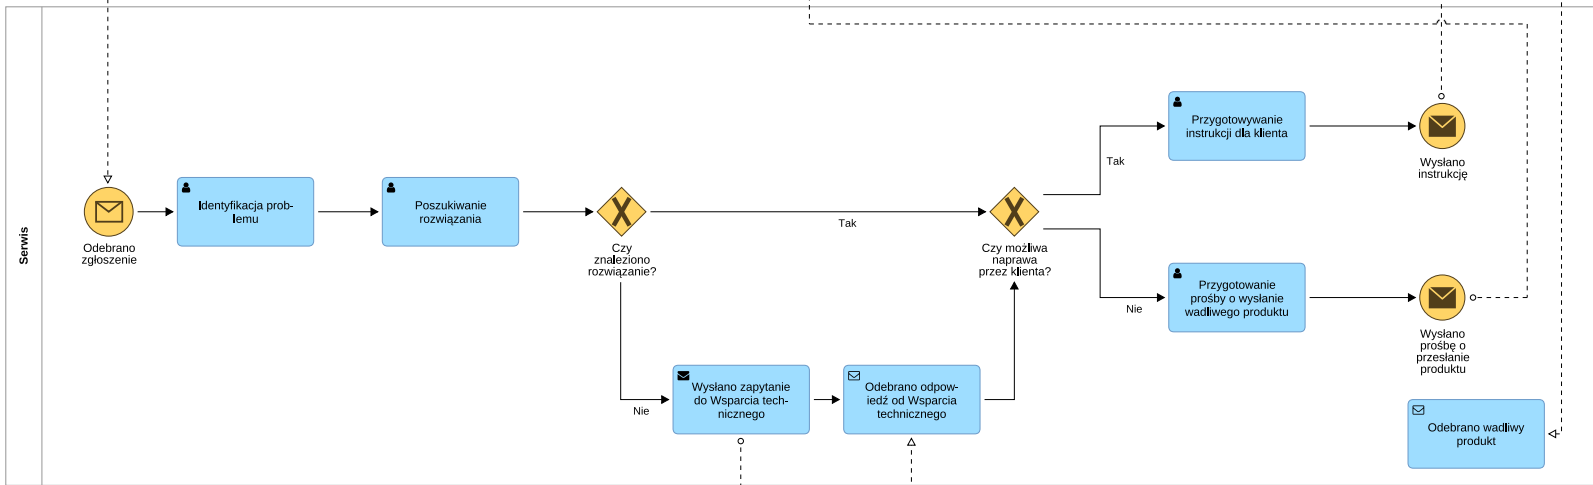 Serwis
Odebrano
zgłoszenie
Identyfikacja prob-
lemu
Poszukiwanie
rozwiązania
Czy
znaleziono
rozwiązanie?
Tak
Nie
Wysłano zapytanie
do Wsparcia tech-
nicznego
Odebrano odpow-
iedź od Wsparcia
technicznego
Czy możliwa
naprawa
przez klienta?
Tak
Przygotowywanie
instrukcji dla klienta
Wysłano
instrukcję
Nie
Przygotowanie
prośby o wysłanie
wadliwego produktu
Wysłano
prośbę o
przesłanie
produktu
Odebrano wadliwy
produkt